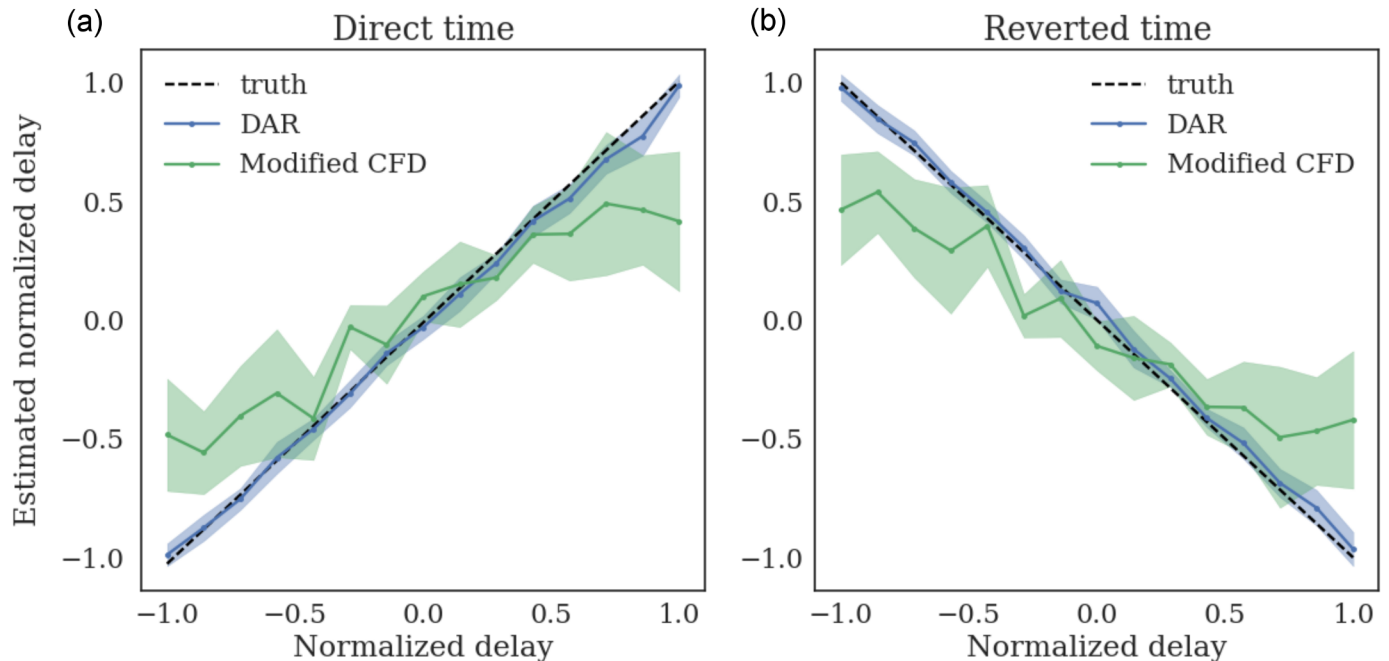 (a)
Direct time
Estimated normalized delay
1.0
0.5
0.0
−0.5
−1.0
truth
DAR
Modified CFD
−1.0 −0.5 0.0 0.5 1.0
Normalized delay
(b)
Reverted time
truth
DAR
Modified CFD
1.0
0.5
0.0
−0.5
−1.0
−1.0 −0.5 0.0 0.5 1.0
Normalized delay